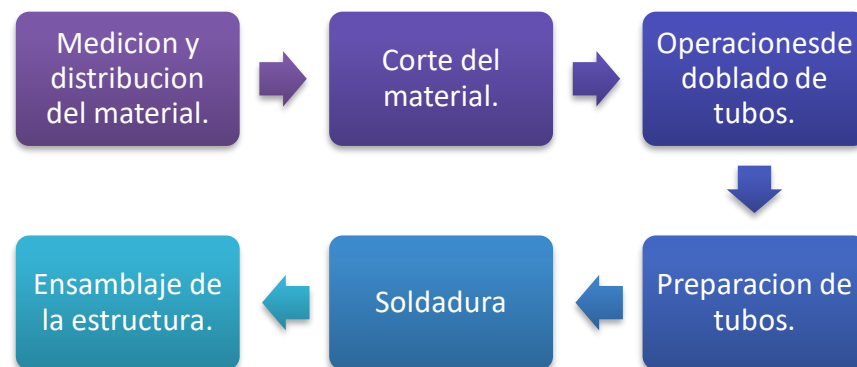 Medicion y
distribucion
del material.
Corte del
material.
Operacionesde
doblado de
tubos.
Preparacion de
tubos.
Soldadura
Ensamblaje de
la estructura.